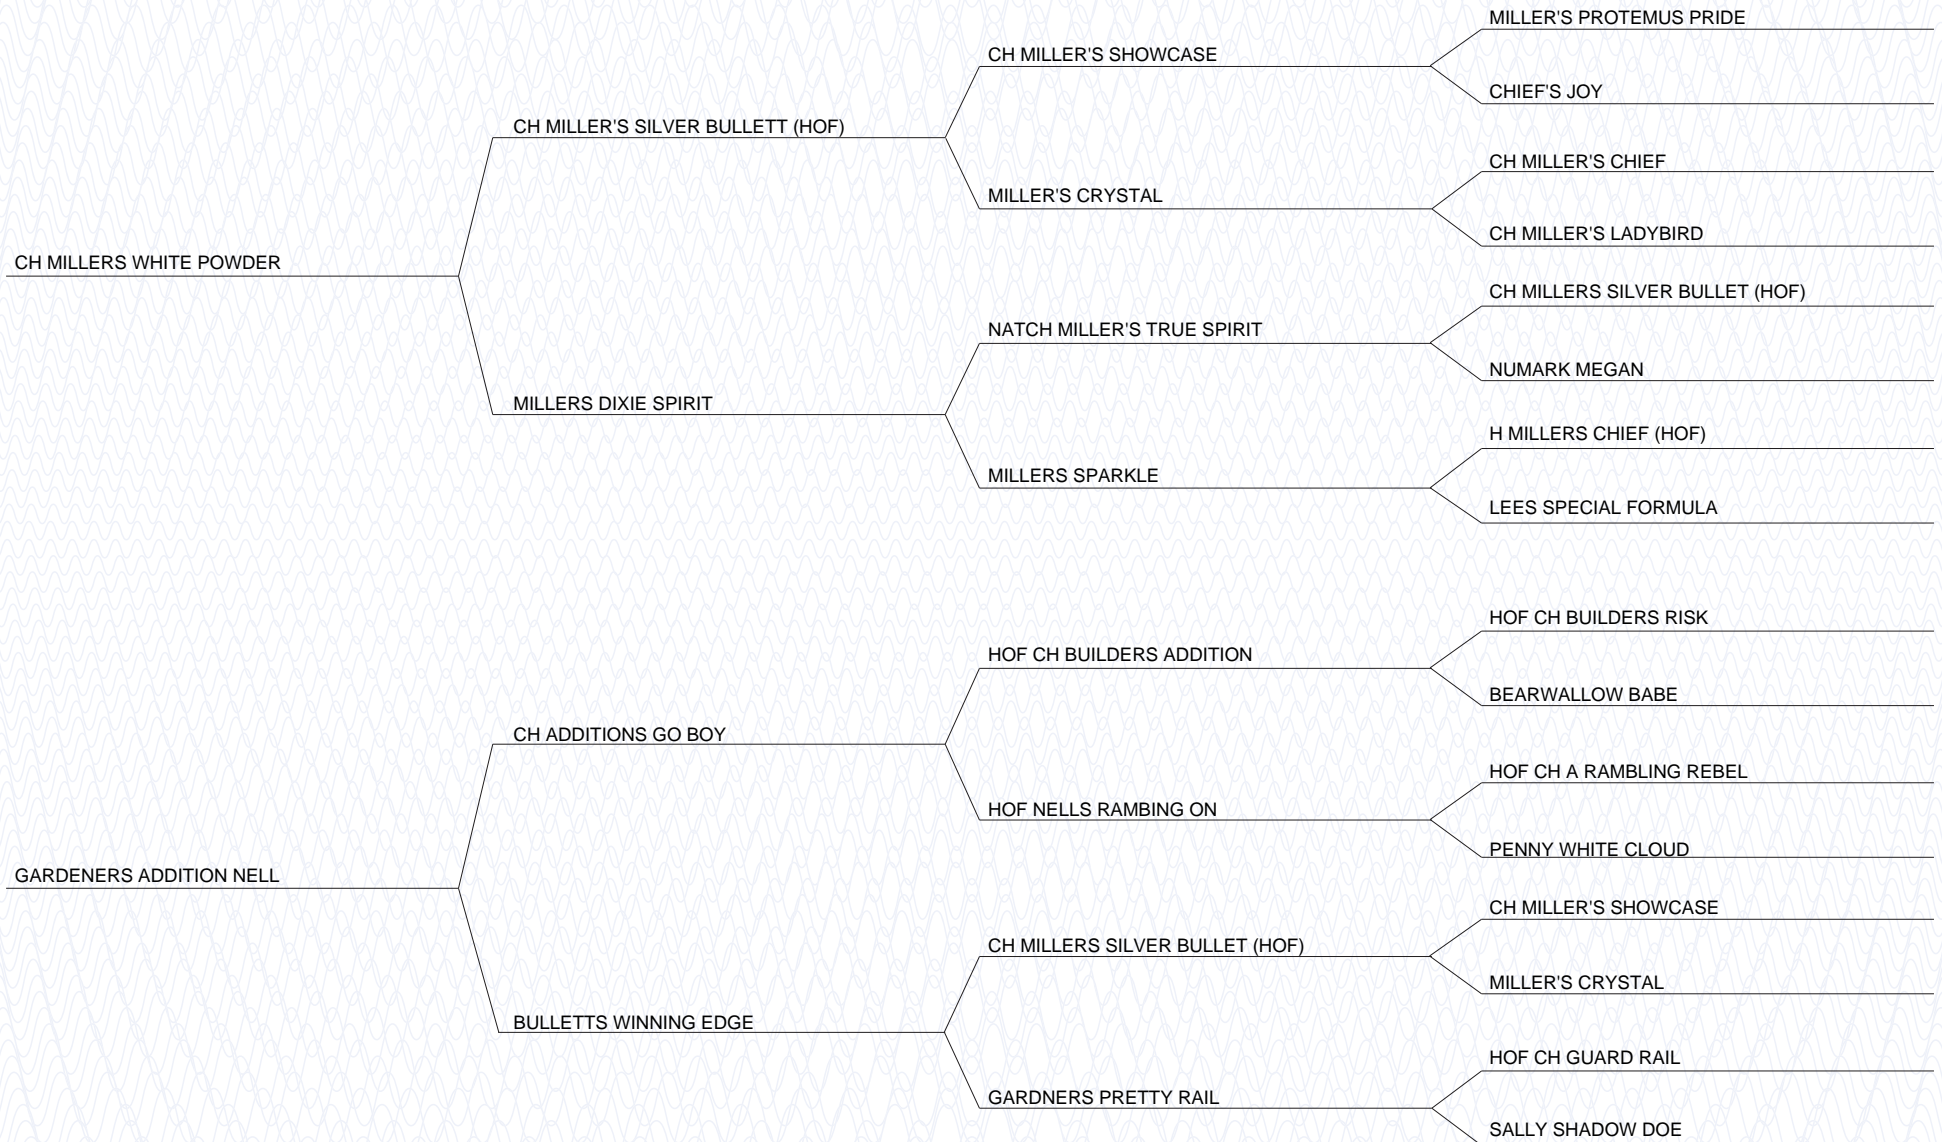 MILLER'S PROTEMUS PRIDE
CH MILLER'S SHOWCASE
CHIEF'S JOY
CH MILLER'S SILVER BULLETT (HOF)
CH MILLER'S CHIEF
MILLER'S CRYSTAL
CH MILLER'S LADYBIRD
CH MILLERS WHITE POWDER
CH MILLERS SILVER BULLET (HOF)
NATCH MILLER'S TRUE SPIRIT
NUMARK MEGAN
MILLERS DIXIE SPIRIT
H MILLERS CHIEF (HOF)
MILLERS SPARKLE
LEES SPECIAL FORMULA
HOF CH BUILDERS RISK
HOF CH BUILDERS ADDITION
BEARWALLOW BABE
CH ADDITIONS GO BOY
HOF CH A RAMBLING REBEL
HOF NELLS RAMBING ON
PENNY WHITE CLOUD
GARDENERS ADDITION NELL
CH MILLER'S SHOWCASE
CH MILLERS SILVER BULLET (HOF)
MILLER'S CRYSTAL
BULLETTS WINNING EDGE
HOF CH GUARD RAIL
GARDNERS PRETTY RAIL
SALLY SHADOW DOE